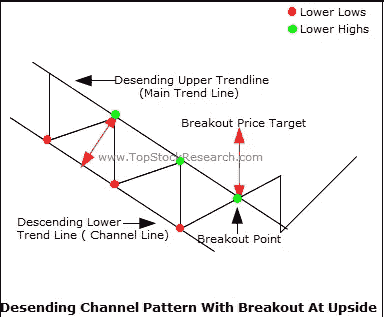 Lower Lows
Lower Highs
Desending Upper Trendline
(Main Trend Line)
Breakout Price Target
www.TopStockResearch.com
Descending Lower
Trend Line ( Channel Line)
Breakout Point
Desending Channel Pattern With Breakout At Upside